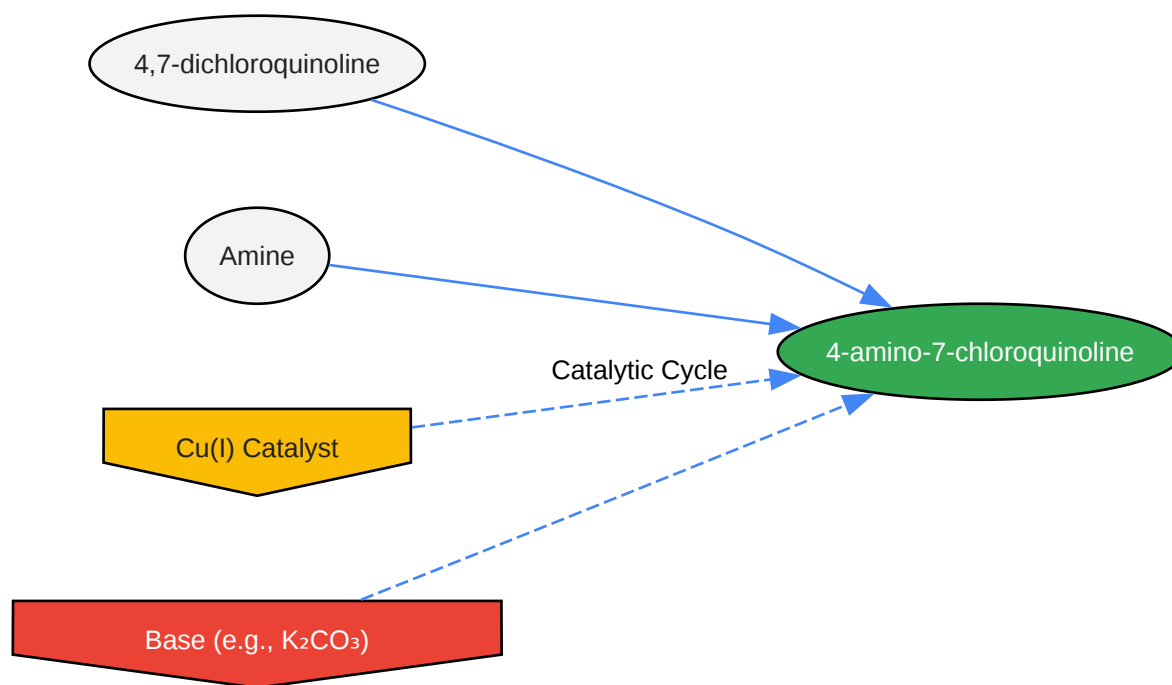 4,7-dichloroquinoline
Amine
Catalytic Cycle
4-amino-7-chloroquinoline
Cu(I) Catalyst
Base (e.g., K₂CO₃)